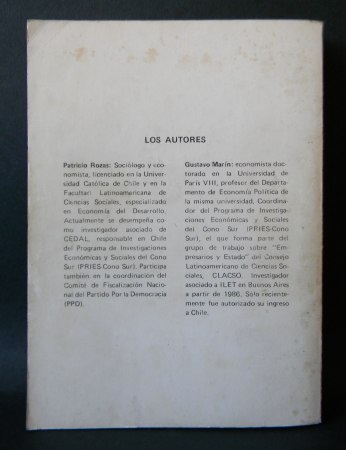 LOS AUTORES
Patricio Rozas: Sociólogo y eco-
nomista, licenciado en la Univer-
sidad Católica de Chile y en la
Facultad Latinoamericana de
Ciencias Sociales, especializado
en Economía del Desarrollo.
Actualmente se desempeña co-
mo investigador asociado de
CEDAL, responsable en Chile
del Programa de Investigaciones
Económicas y Sociales del Cono
Sur (PRIES-Cono Sur). Participa
también en la coordinación del
Comité de Fiscalización Nacio-
nal del Partido Por la Democracia
(PPD).
Gustavo Marín: economista doc-
torado en la Universidad de
París VIII, profesor del Departa-
mento de Economía Política de
la misma universidad, Coordina-
dor del Programa de Investiga-
ciones Económicas y Sociales
del Cono Sur (PRIES-Cono
Sur), el que forma parte del
grupo de trabajo sobre "Em-
presarios y Estado" del Consejo
Latinoamericano de Ciencias So-
ciales, CLACSO. Investigador
asociado a ILET en Buenos Aires
a partir de 1986. Sólo reciente-
mente fue autorizado su ingreso
a Chile.